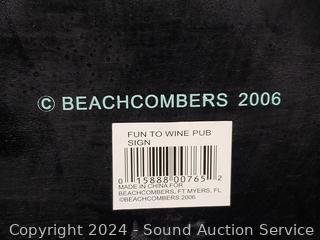 © BEACHCOMBERS 2006
FUN TO WINE PUB
SIGN
0 15888 00765 2
MADE IN CHINA FOR
BEACHCOMBERS, FT MYERS, FL
©BEACHCOMBERS 2006
Copyright 2024 - Sound Auction Service